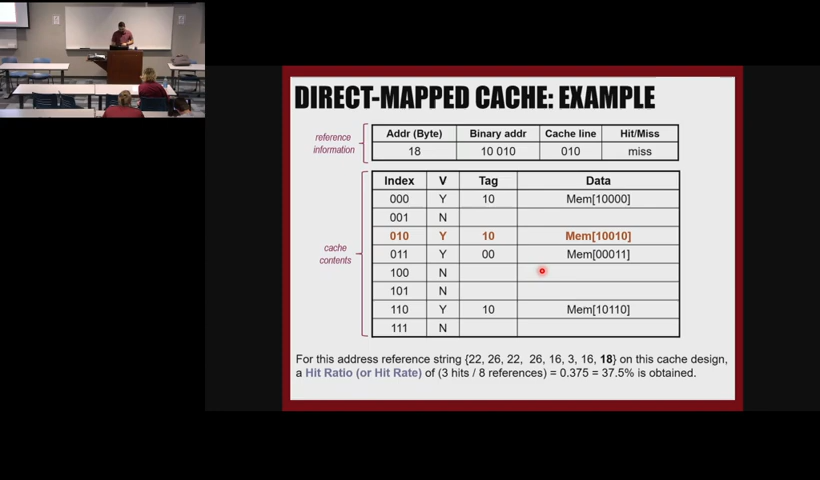 DIRECT-MAPPED CACHE: EXAMPLE
reference information
Addr (Byte) Binary addr Cache line Hit/Miss
18 10 010 010 miss
cache contents
Index V Tag Data
000 Y 10 Mem[10000]
001 N
010 Y 10 Mem[10010]
011 Y 00 Mem[00011]
100 N
101 N
110 Y 10 Mem[10110]
111 N
For this address reference string {22, 26, 22, 26, 16, 3, 16, 18} on this cache design,
a Hit Ratio (or Hit Rate) of (3 hits / 8 references) = 0.375 = 37.5% is obtained.